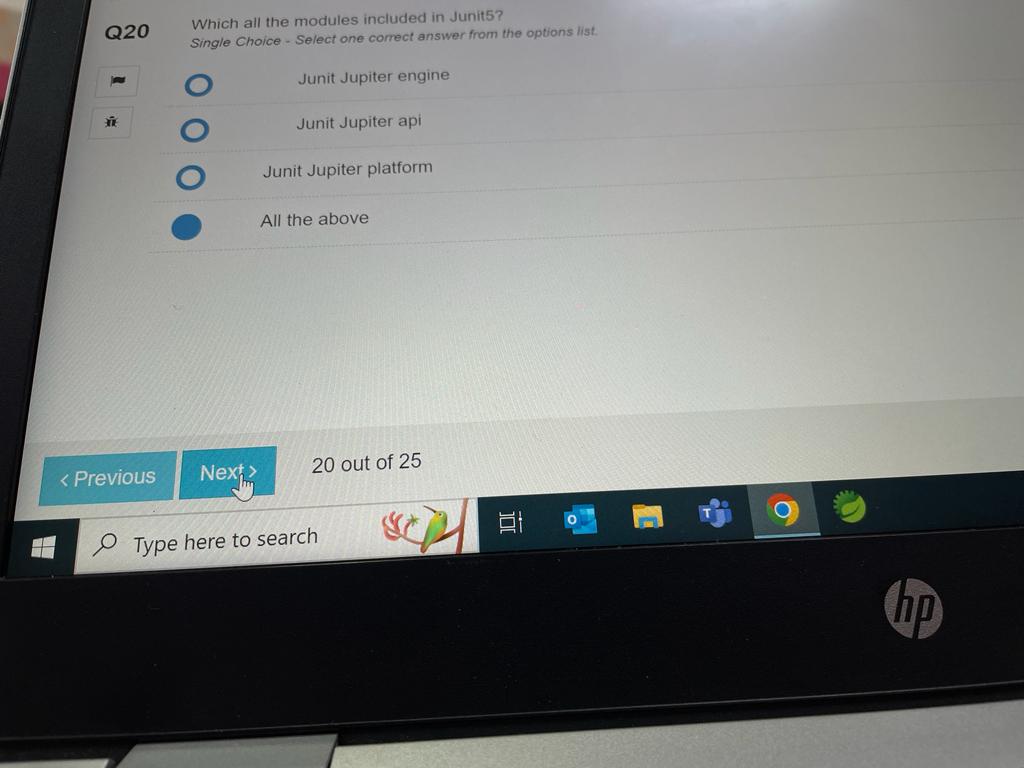 Q20
Which all the modules included in Junit5?
Single Choice - Select one correct answer from the options list.
Junit Jupiter engine
Junit Jupiter api
Junit Jupiter platform
All the above
< Previous
Next >
20 out of 25
Type here to search
hp